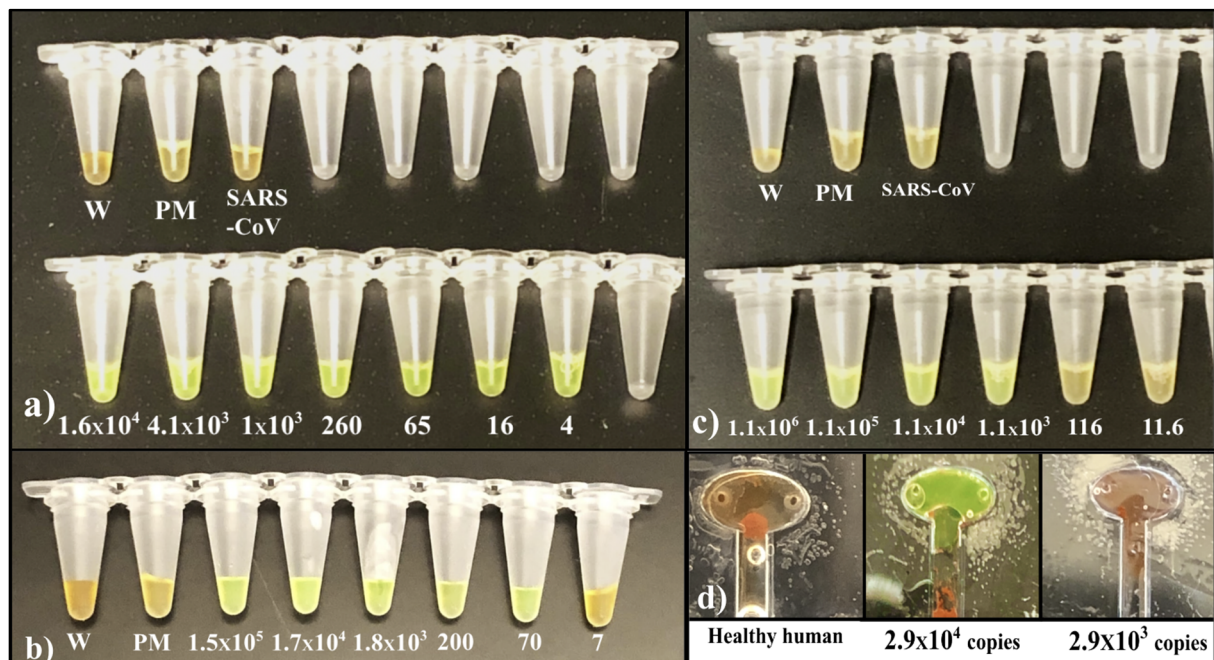 W PM SARS
-CoV
a) 1.6x10⁴ 4.1x10³ 1x10³ 260 65 16 4
b) W PM 1.5x10⁵ 1.7x10⁴ 1.8x10³ 200 70 7
W PM SARS-CoV
c) 1.1x10⁶ 1.1x10⁵ 1.1x10⁴ 1.1x10³ 116 11.6
d) Healthy human 2.9x10⁴ copies 2.9x10³ copies